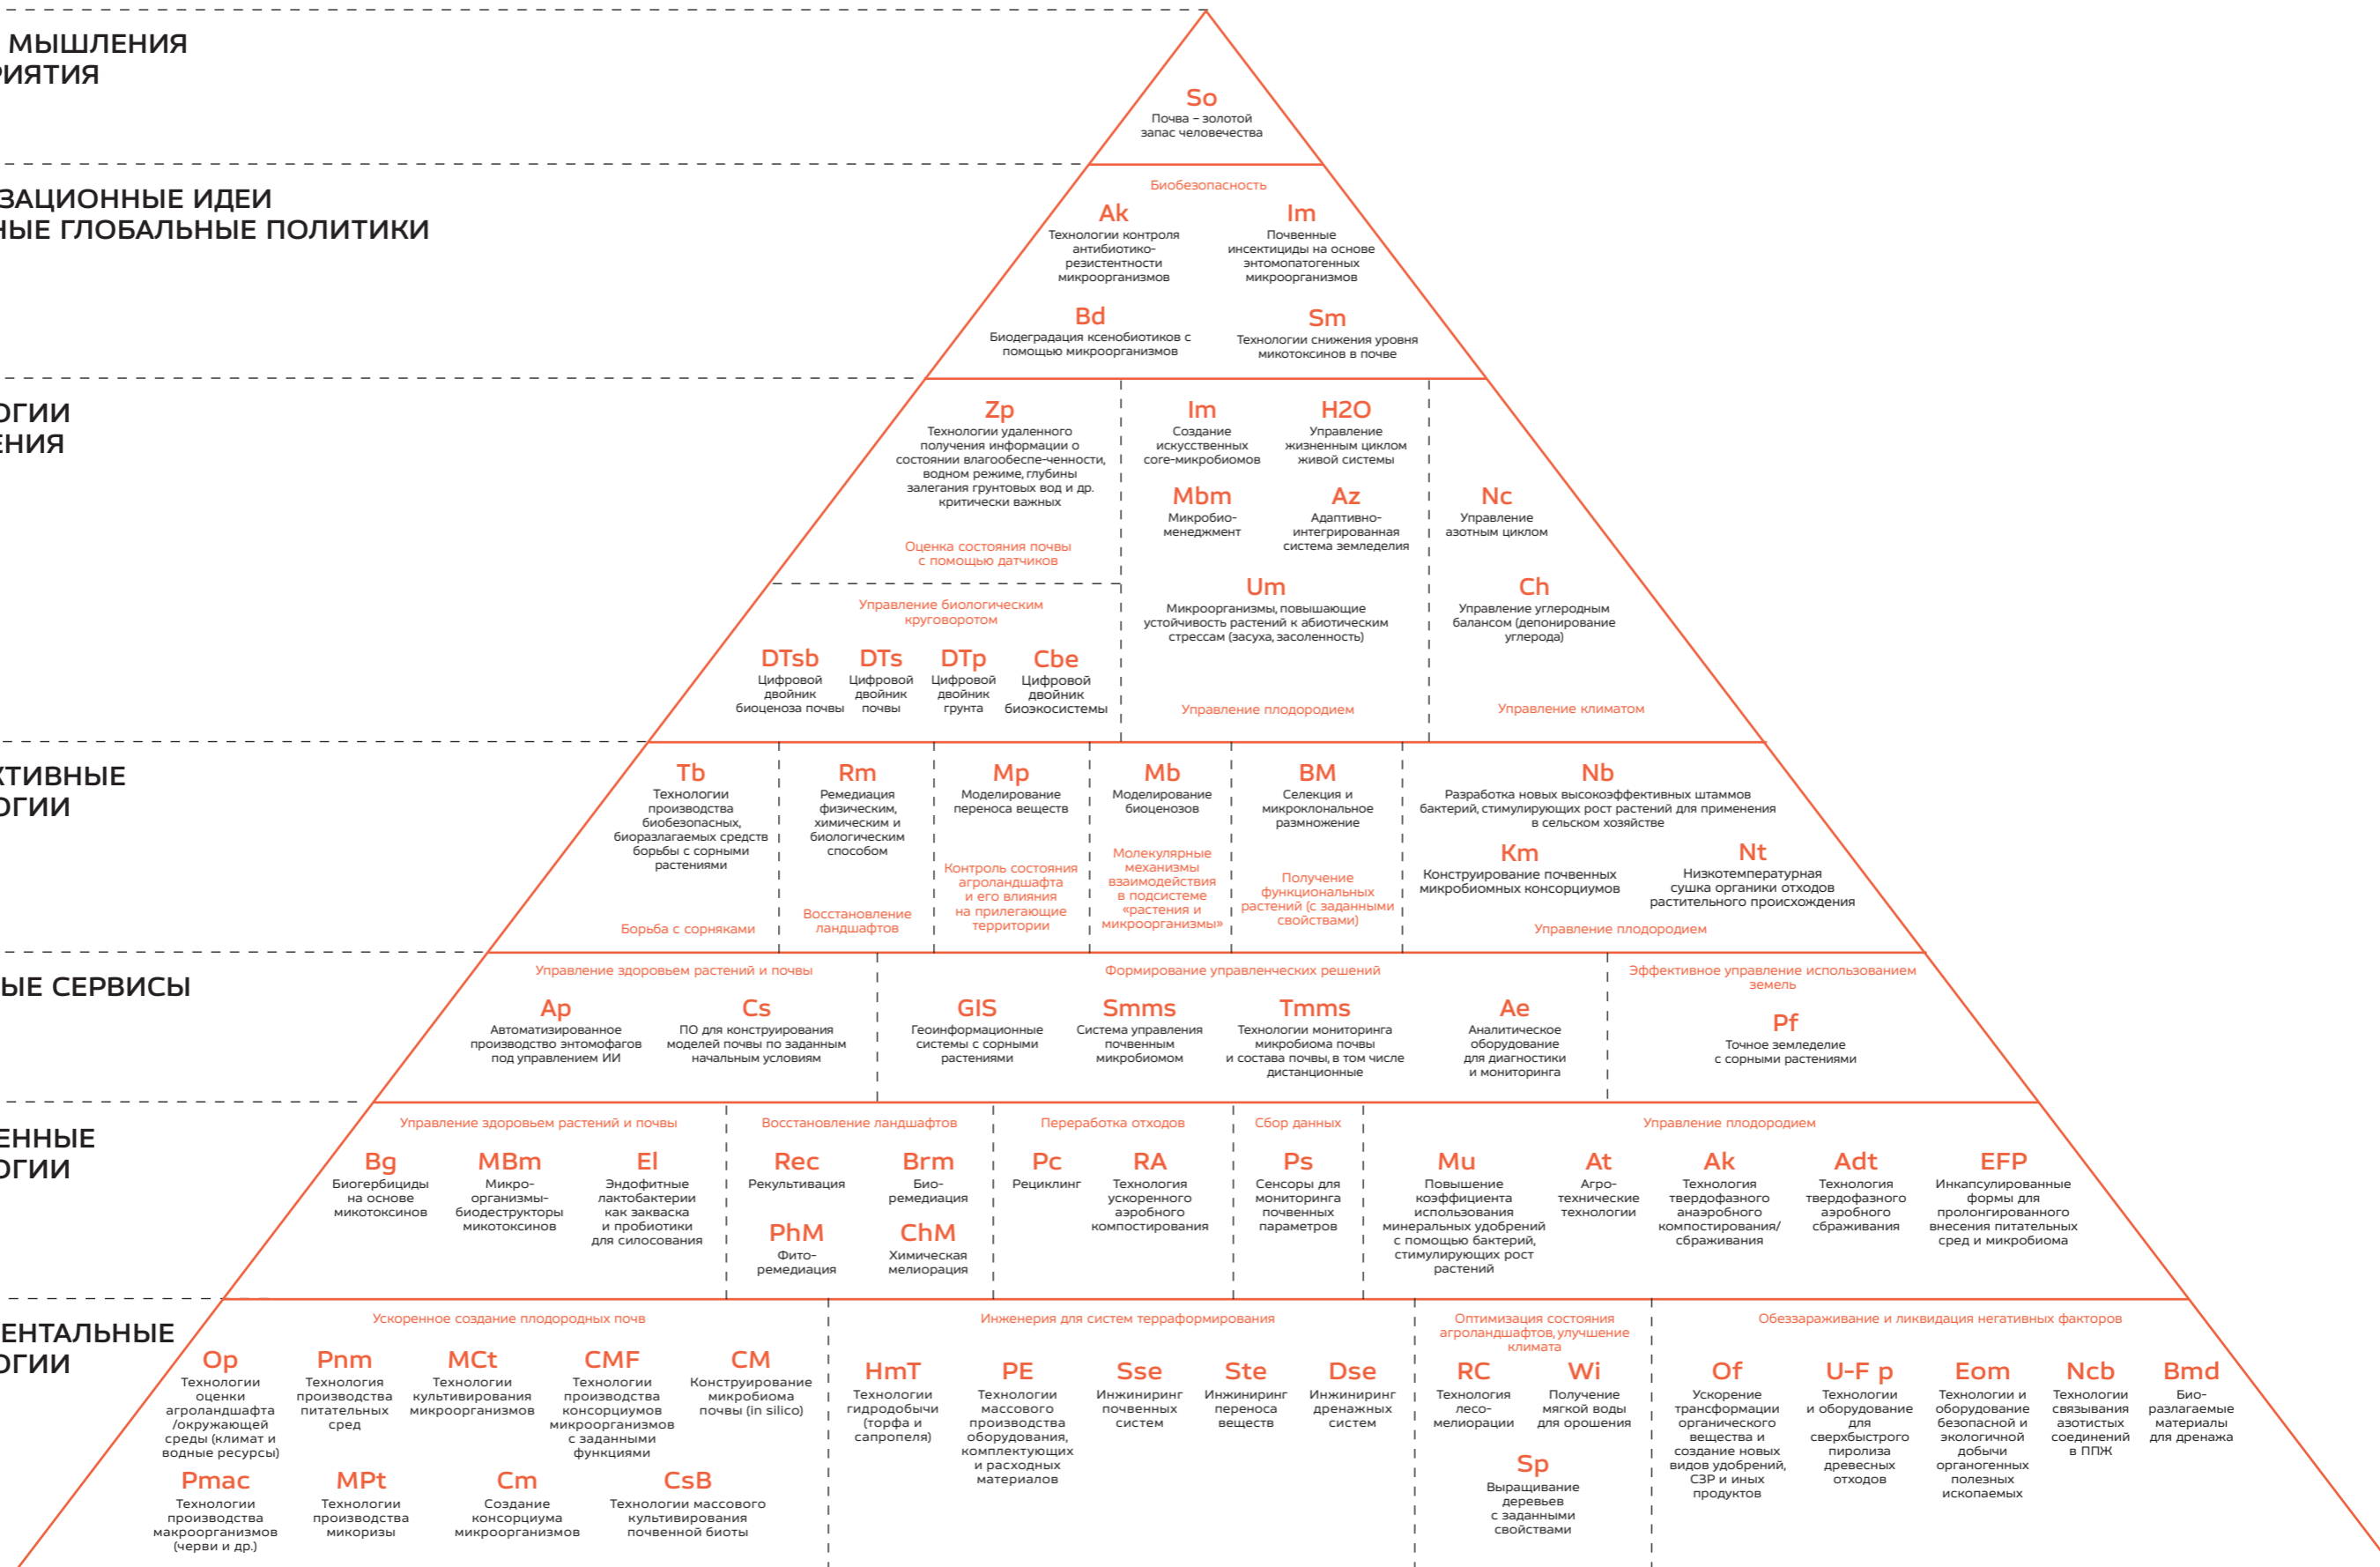 МЫШЛЕНИЯ
РИЯТИЯ
So
Почва – золотой
запас человечества
ЗАЦИОННЫЕ ИДЕИ
НЫЕ ГЛОБАЛЬНЫЕ ПОЛИТИКИ
Биобезопасность
Ak
Технологии контроля
антибиотико-
резистентности
микроорганизмов
Im
Почвенные
инсектициды на основе
энтомопатогенных
микроорганизмов
Bd
Биодеградация ксенобиотиков с
помощью микроорганизмов
Sm
Технологии снижения уровня
микотоксинов в почве
ОГИИ
ЕНИЯ
Zp
Технологии удаленного
получения информации о
состоянии влагообеспе-ченности,
водном режиме, глубины
залегания грунтовых вод и др.
критически важных
Оценка состояния почвы
с помощью датчиков
Управление биологическим
круговоротом
DTsb
Цифровой
двойник
биоценоза почвы
DTs
Цифровой
двойник
почвы
DTp
Цифровой
двойник
грунта
Cbe
Цифровой
двойник
биоэкосистемы
Im
Создание
искусственных
core-микробиомов
H2O
Управление
жизненным циклом
живой системы
Mbm
Микробио-
менеджмент
Az
Адаптивно-
интегрированная
система земледелия
Um
Микроорганизмы, повышающие
устойчивость растений к абиотическим
стрессам (засуха, засоленность)
Управление плодородием
Nc
Управление
азотным циклом
Ch
Управление углеродным
балансом (депонирование
углерода)
Управление климатом
КТИВНЫЕ
ОГИИ
Tb
Технологии
производства
биобезопасных,
биоразлагаемых средств
борьбы с сорными
растениями
Борьба с сорняками
Rm
Ремедиация
физическим,
химическим и
биологическим
способом
Восстановление
ландшафтов
Mp
Моделирование
переноса веществ
Контроль состояния
агроландшафта
и его влияния
на прилегающие
территории
Mb
Моделирование
биоценозов
Молекулярные
механизмы
взаимодействия
в подсистеме
«растения и
микроорганизмы»
BM
Селекция и
микроклональное
размножение
Получение
функциональных
растений (с заданными
свойствами)
Nb
Разработка новых высокоэффективных штаммов
бактерий, стимулирующих рост растений для применения
в сельском хозяйстве
Km
Конструирование почвенных
микробиомных консорциумов
Nt
Низкотемпературная
сушка органики отходов
растительного происхождения
Управление плодородием
ЫЕ СЕРВИСЫ
Управление здоровьем растений и почвы
Ap
Автоматизированное
производство энтомофагов
под управлением ИИ
Cs
ПО для конструирования
моделей почвы по заданным
начальным условиям
Формирование управленческих решений
GIS
Геоинформационные
системы с сорными
растениями
Smms
Система управления
почвенным
микробиомом
Tmms
Технологии мониторинга
микробиома почвы
и состава почвы, в том числе
дистанционные
Ae
Аналитическое
оборудование
для диагностики
и мониторинга
Эффективное управление использованием
земель
Pf
Точное земледелие
с сорными растениями
ЕННЫЕ
ОГИИ
Управление здоровьем растений и почвы
Bg
Биогербициды
на основе
микотоксинов
MBm
Микро-
организмы-
биодеструкторы
микотоксинов
El
Эндофитные
лактобактерии
как закваска
и пробиотики
для силосования
Восстановление ландшафтов
Rec
Рекультивация
Brm
Био-
ремедиация
PhM
Фито-
ремедиация
ChM
Химическая
мелиорация
Переработка отходов
Pc
Рециклинг
RA
Технология
ускоренного
аэробного
компостирования
Сбор данных
Ps
Сенсоры для
мониторинга
почвенных
параметров
Управление плодородием
Mu
Повышение
коэффициента
использования
минеральных удобрений
с помощью бактерий,
стимулирующих рост
растений
At
Агро-
технические
технологии
Ak
Технология
твердофазного
анаэробного
компостирования/
сбраживания
Adt
Технология
твердофазного
аэробного
сбраживания
EFP
Инкапсулированные
формы для
пролонгированного
внесения питательных
сред и микробиома
ЕНТАЛЬНЫЕ
ОГИИ
Ускоренное создание плодородных почв
Op
Технологии
оценки
агроландшафта
/окружающей
среды (климат и
водные ресурсы)
Pnm
Технология
производства
питательных
сред
MCt
Технологии
культивирования
микроорганизмов
CMF
Технологии
производства
консорциумов
микроорганизмов
с заданными
функциями
CM
Конструирование
микробиома
почвы (in silico)
Pmac
Технологии
производства
макроорганизмов
(черви и др.)
MPt
Технологии
производства
микоризы
Cm
Создание
консорциума
микроорганизмов
CsB
Технологии массового
культивирования
почвенной биоты
Инженерия для систем терраформирования
HmT
Технологии
гидродобычи
(торфа и
сапропеля)
PE
Технологии
массового
производства
оборудования,
комплектующих
и расходных
материалов
Sse
Инжиниринг
почвенных
систем
Ste
Инжиниринг
переноса
веществ
Dse
Инжиниринг
дренажных
систем
Оптимизация состояния
агроландшафтов, улучшение
климата
RC
Технология
лесо-
мелиорации
Wi
Получение
мягкой воды
для орошения
Sp
Выращивание
деревьев
с заданными
свойствами
Обеззараживание и ликвидация негативных факторов
Of
Ускорение
трансформации
органического
вещества и
создание новых
видов удобрений,
СЗР и иных
продуктов
U-F p
Технологии
и оборудование
для
сверхбыстрого
пиролиза
древесных
отходов
Eom
Технологии и
оборудование
безопасной и
экологичной
добычи
органогенных
полезных
ископаемых
Ncb
Технологии
связывания
азотистых
соединений
в ППЖ
Bmd
Био-
разлагаемые
материалы
для дренажа